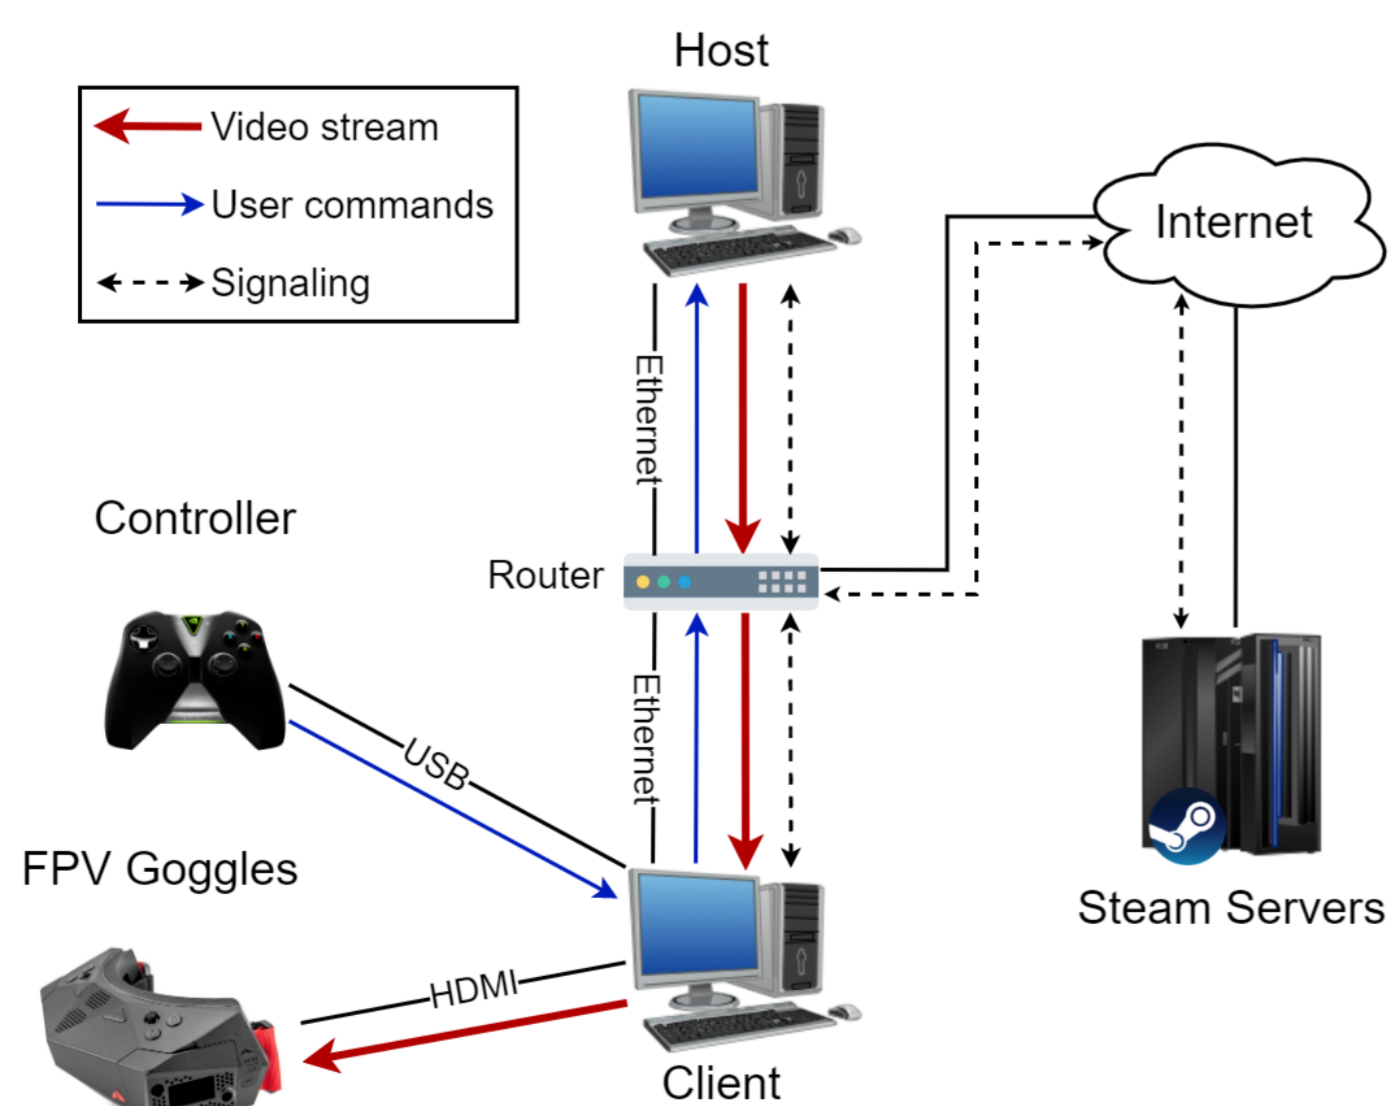 Host
Video stream
User commands
Signaling
Internet
Ethernet
Controller
Router
Ethernet
USB
FPV Goggles
Steam Servers
HDMI
Client